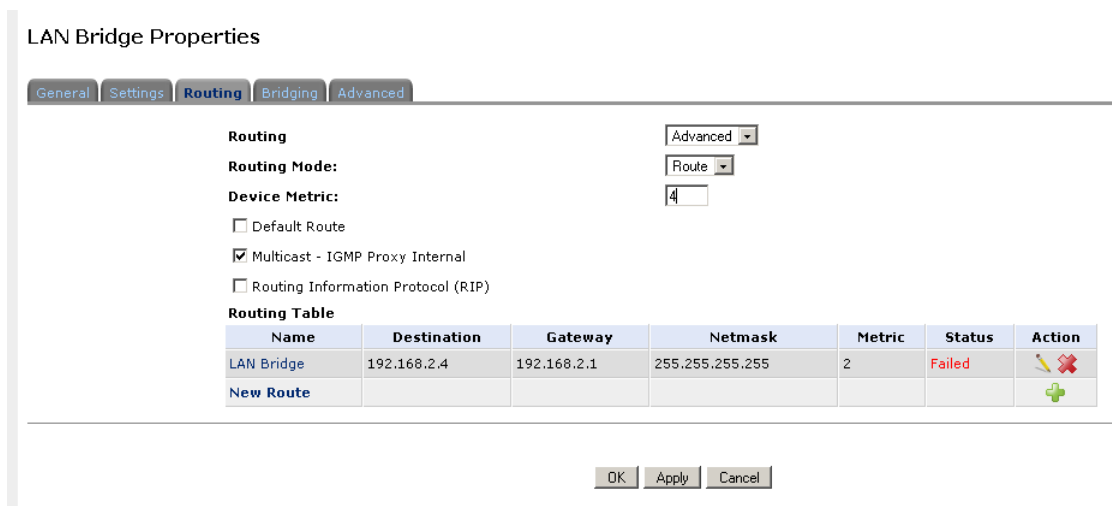 LAN Bridge Properties
General Settings Routing Bridging Advanced
Routing Advanced
Routing Mode: Route
Device Metric: 4
Default Route
Multicast - IGMP Proxy Internal
Routing Information Protocol (RIP)
Routing Table
Name Destination Gateway Netmask Metric Status Action
LAN Bridge 192.168.2.4 192.168.2.1 255.255.255.255 2 Failed
New Route
OK Apply Cancel